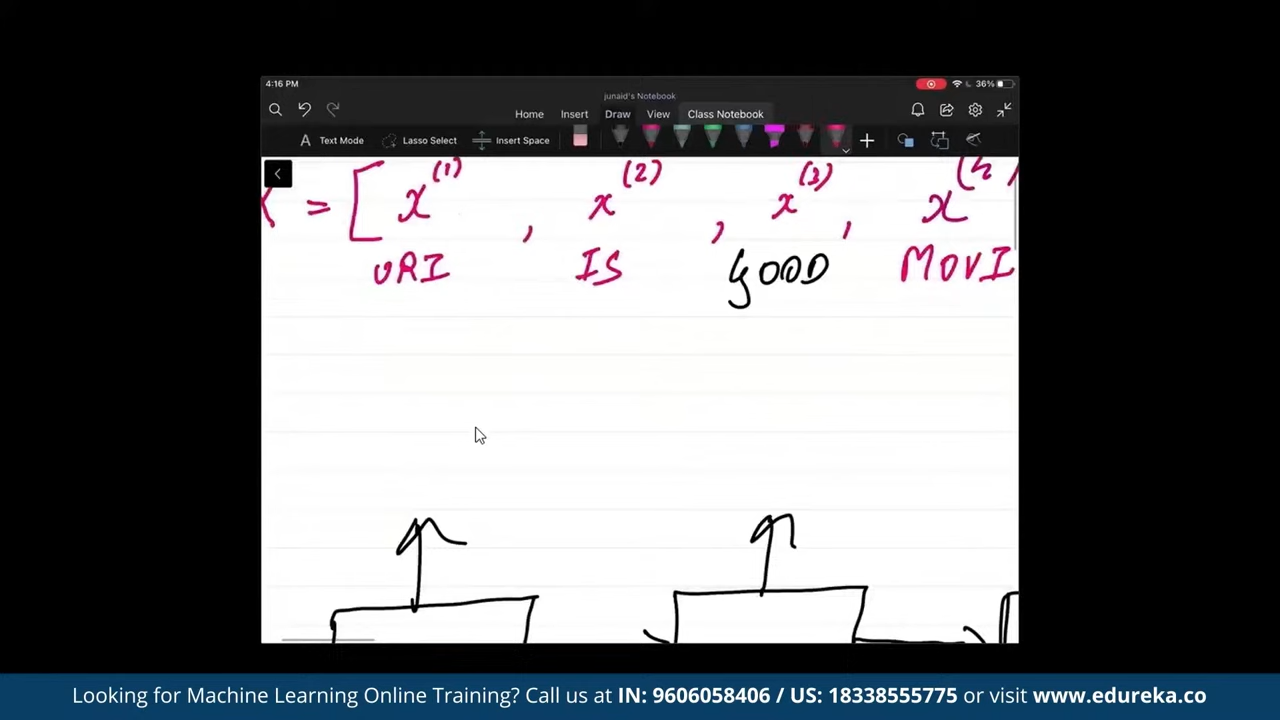 4:16 PM
36%
junaid's Notebook
Home Insert Draw View Class Notebook
Text Mode Lasso Select Insert Space
= [ x(1) , x(2) , x(3) , x(4)
URI IS GOOD MOVI
Looking for Machine Learning Online Training? Call us at IN: 9606058406 / US: 18338555775 or visit www.edureka.co